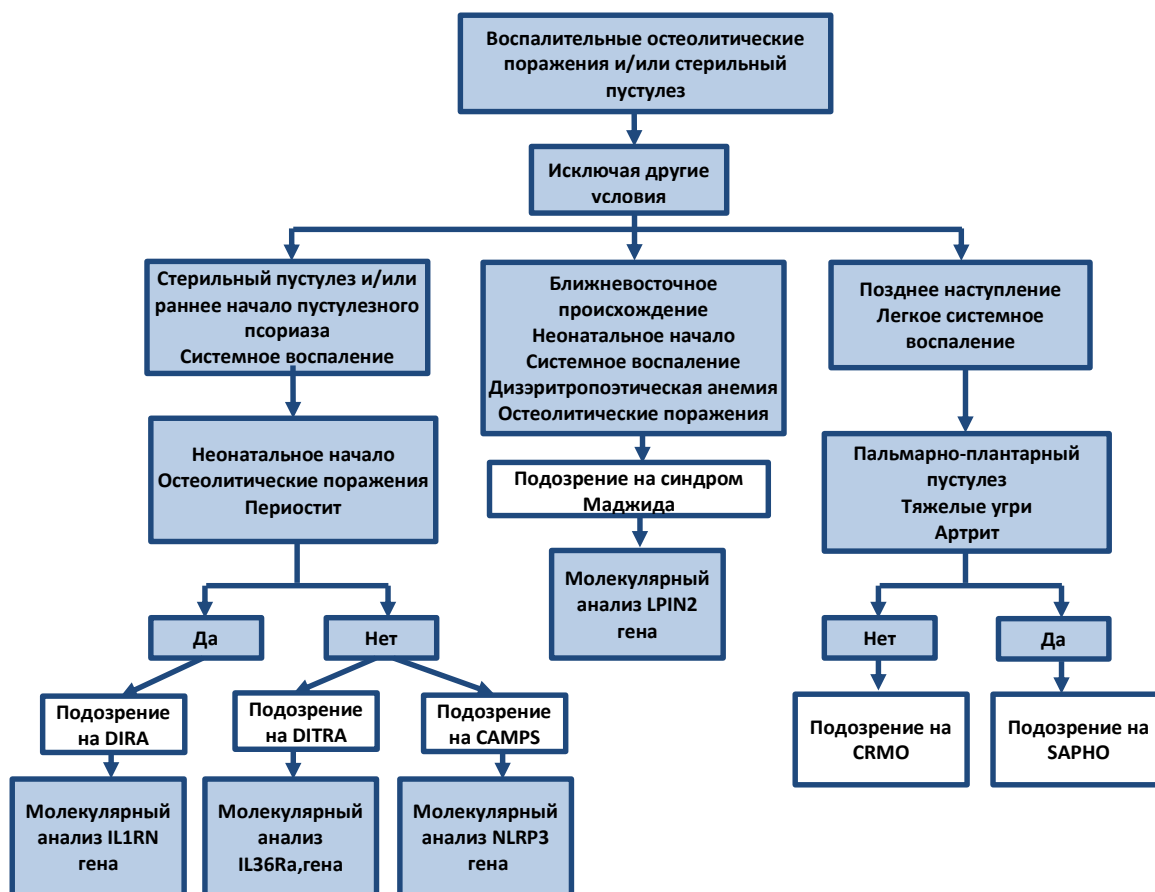 Воспалительные остеолитические
поражения и/или стерильный
пустулез
Исключая другие
условия
Стерильный пустулез и/или
раннее начало пустулезного
псориаза
Системное воспаление
Ближневосточное
происхождение
Неонатальное начало
Системное воспаление
Дизэритропоэтическая анемия
Остеолитические поражения
Позднее наступление
Легкое системное
воспаление
Неонатальное начало
Остеолитические поражения
Периостит
Подозрение на синдром
Маджида
Пальмарно-плантарный
пустулез
Тяжелые угри
Артрит
Молекулярный
анализ LPIN2
гена
Да
Нет
Нет
Да
Подозрение
на DIRA
Подозрение
на DITRA
Подозрение
на CAMPS
Подозрение на
CRMO
Подозрение на
SAPHO
Молекулярный
анализ IL1RN
гена
Молекулярный
анализ
IL36Ra,гена
Молекулярный
анализ NLRP3
гена